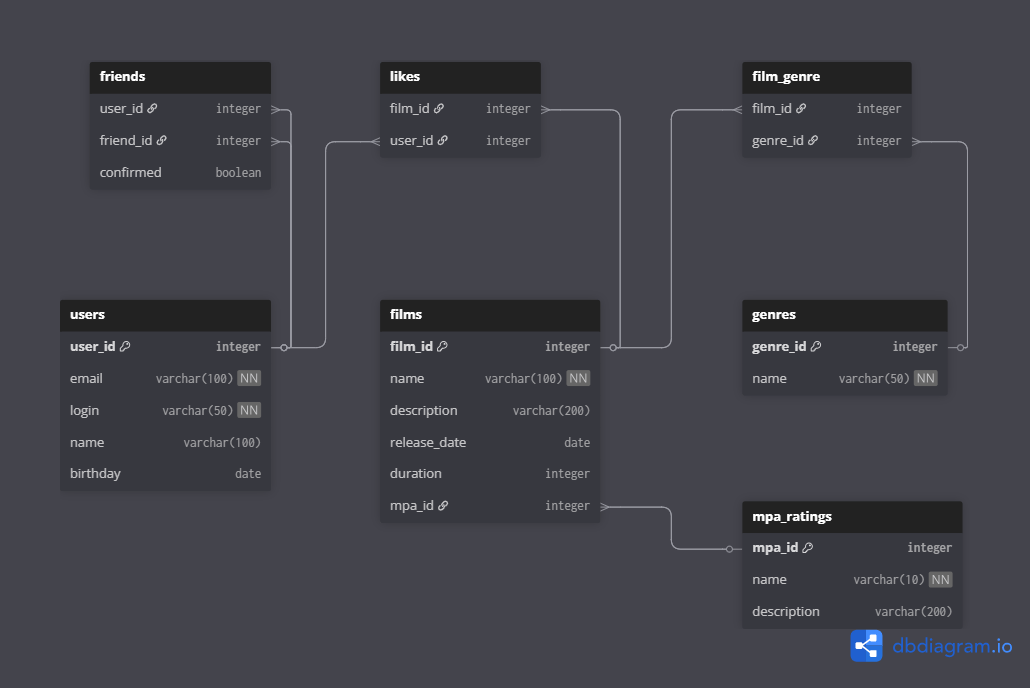 friends
user_id integer
friend_id integer
confirmed boolean
likes
film_id integer
user_id integer
film_genre
film_id integer
genre_id integer
users
user_id integer
email varchar(100) NN
login varchar(50) NN
name varchar(100)
birthday date
films
film_id integer
name varchar(100) NN
description varchar(200)
release_date date
duration integer
mpa_id integer
genres
genre_id integer
name varchar(50) NN
mpa_ratings
mpa_id integer
name varchar(10) NN
description varchar(200)
dbdiagram.io